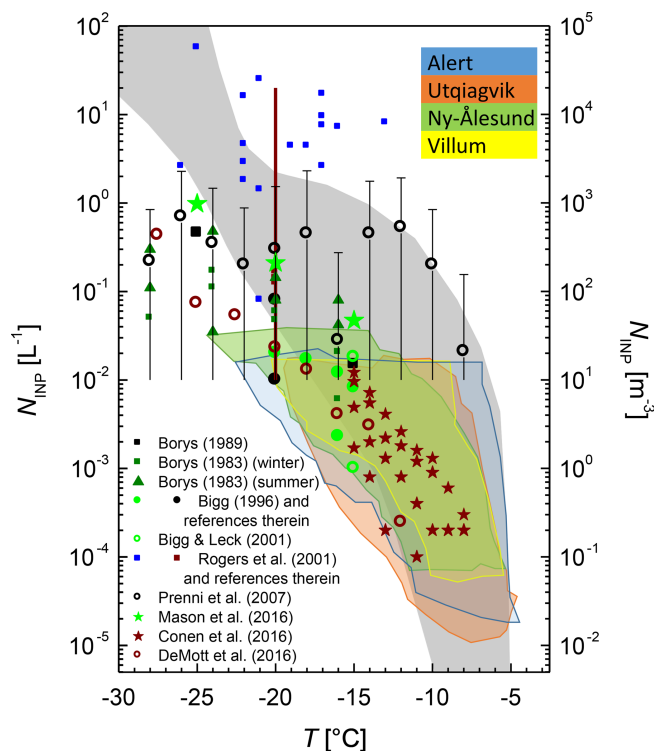 10²
10¹
10⁰
10⁻¹
10⁻²
10⁻³
10⁻⁴
10⁻⁵
N_INP [L⁻¹]
10⁵
10⁴
10³
10²
10¹
10⁰
10⁻¹
10⁻²
N_INP [m⁻³]
Alert
Utqiagvik
Ny-Ålesund
Villum
Borys (1989)
Borys (1983) (winter)
Borys (1983) (summer)
Bigg (1996) and
references therein
Bigg & Leck (2001)
Rogers et al. (2001)
and references therein
Prenni et al. (2007)
Mason et al. (2016)
Conen et al. (2016)
DeMott et al. (2016)
-30 -25 -20 -15 -10 -5
T [°C]